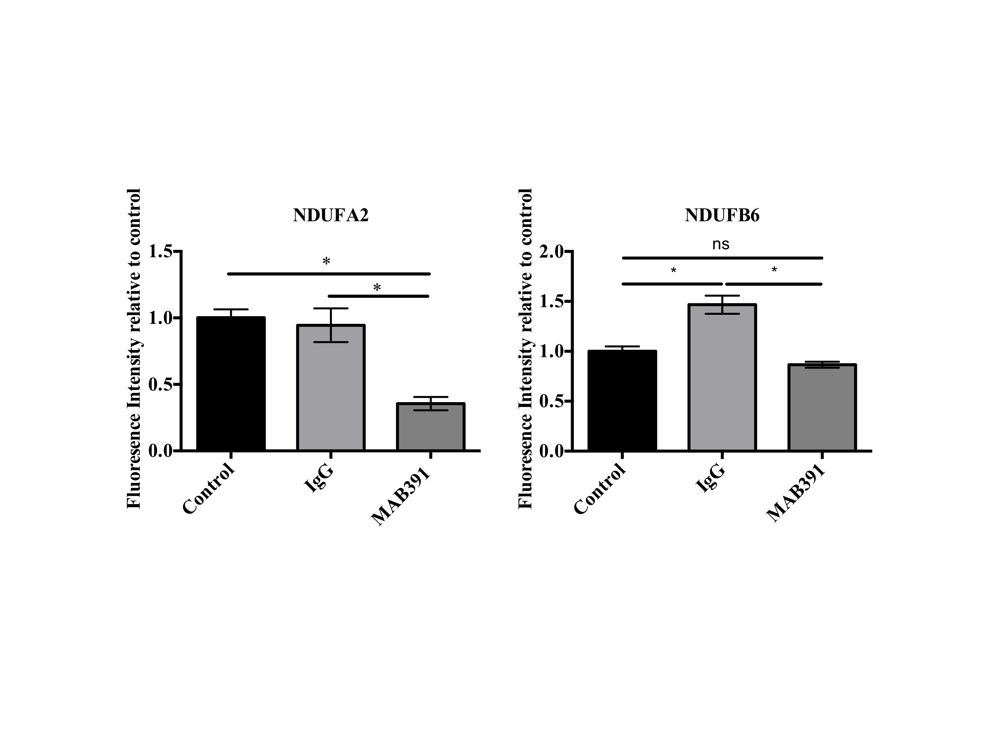 NDUFA2
Fluoresence Intensity relative to control
1.5
1.0
0.5
0.0
*
*
Control
IgG
MAB391
NDUFB6
Fluoresence Intensity relative to control
2.0
1.5
1.0
0.5
0.0
ns
*
*
Control
IgG
MAB391